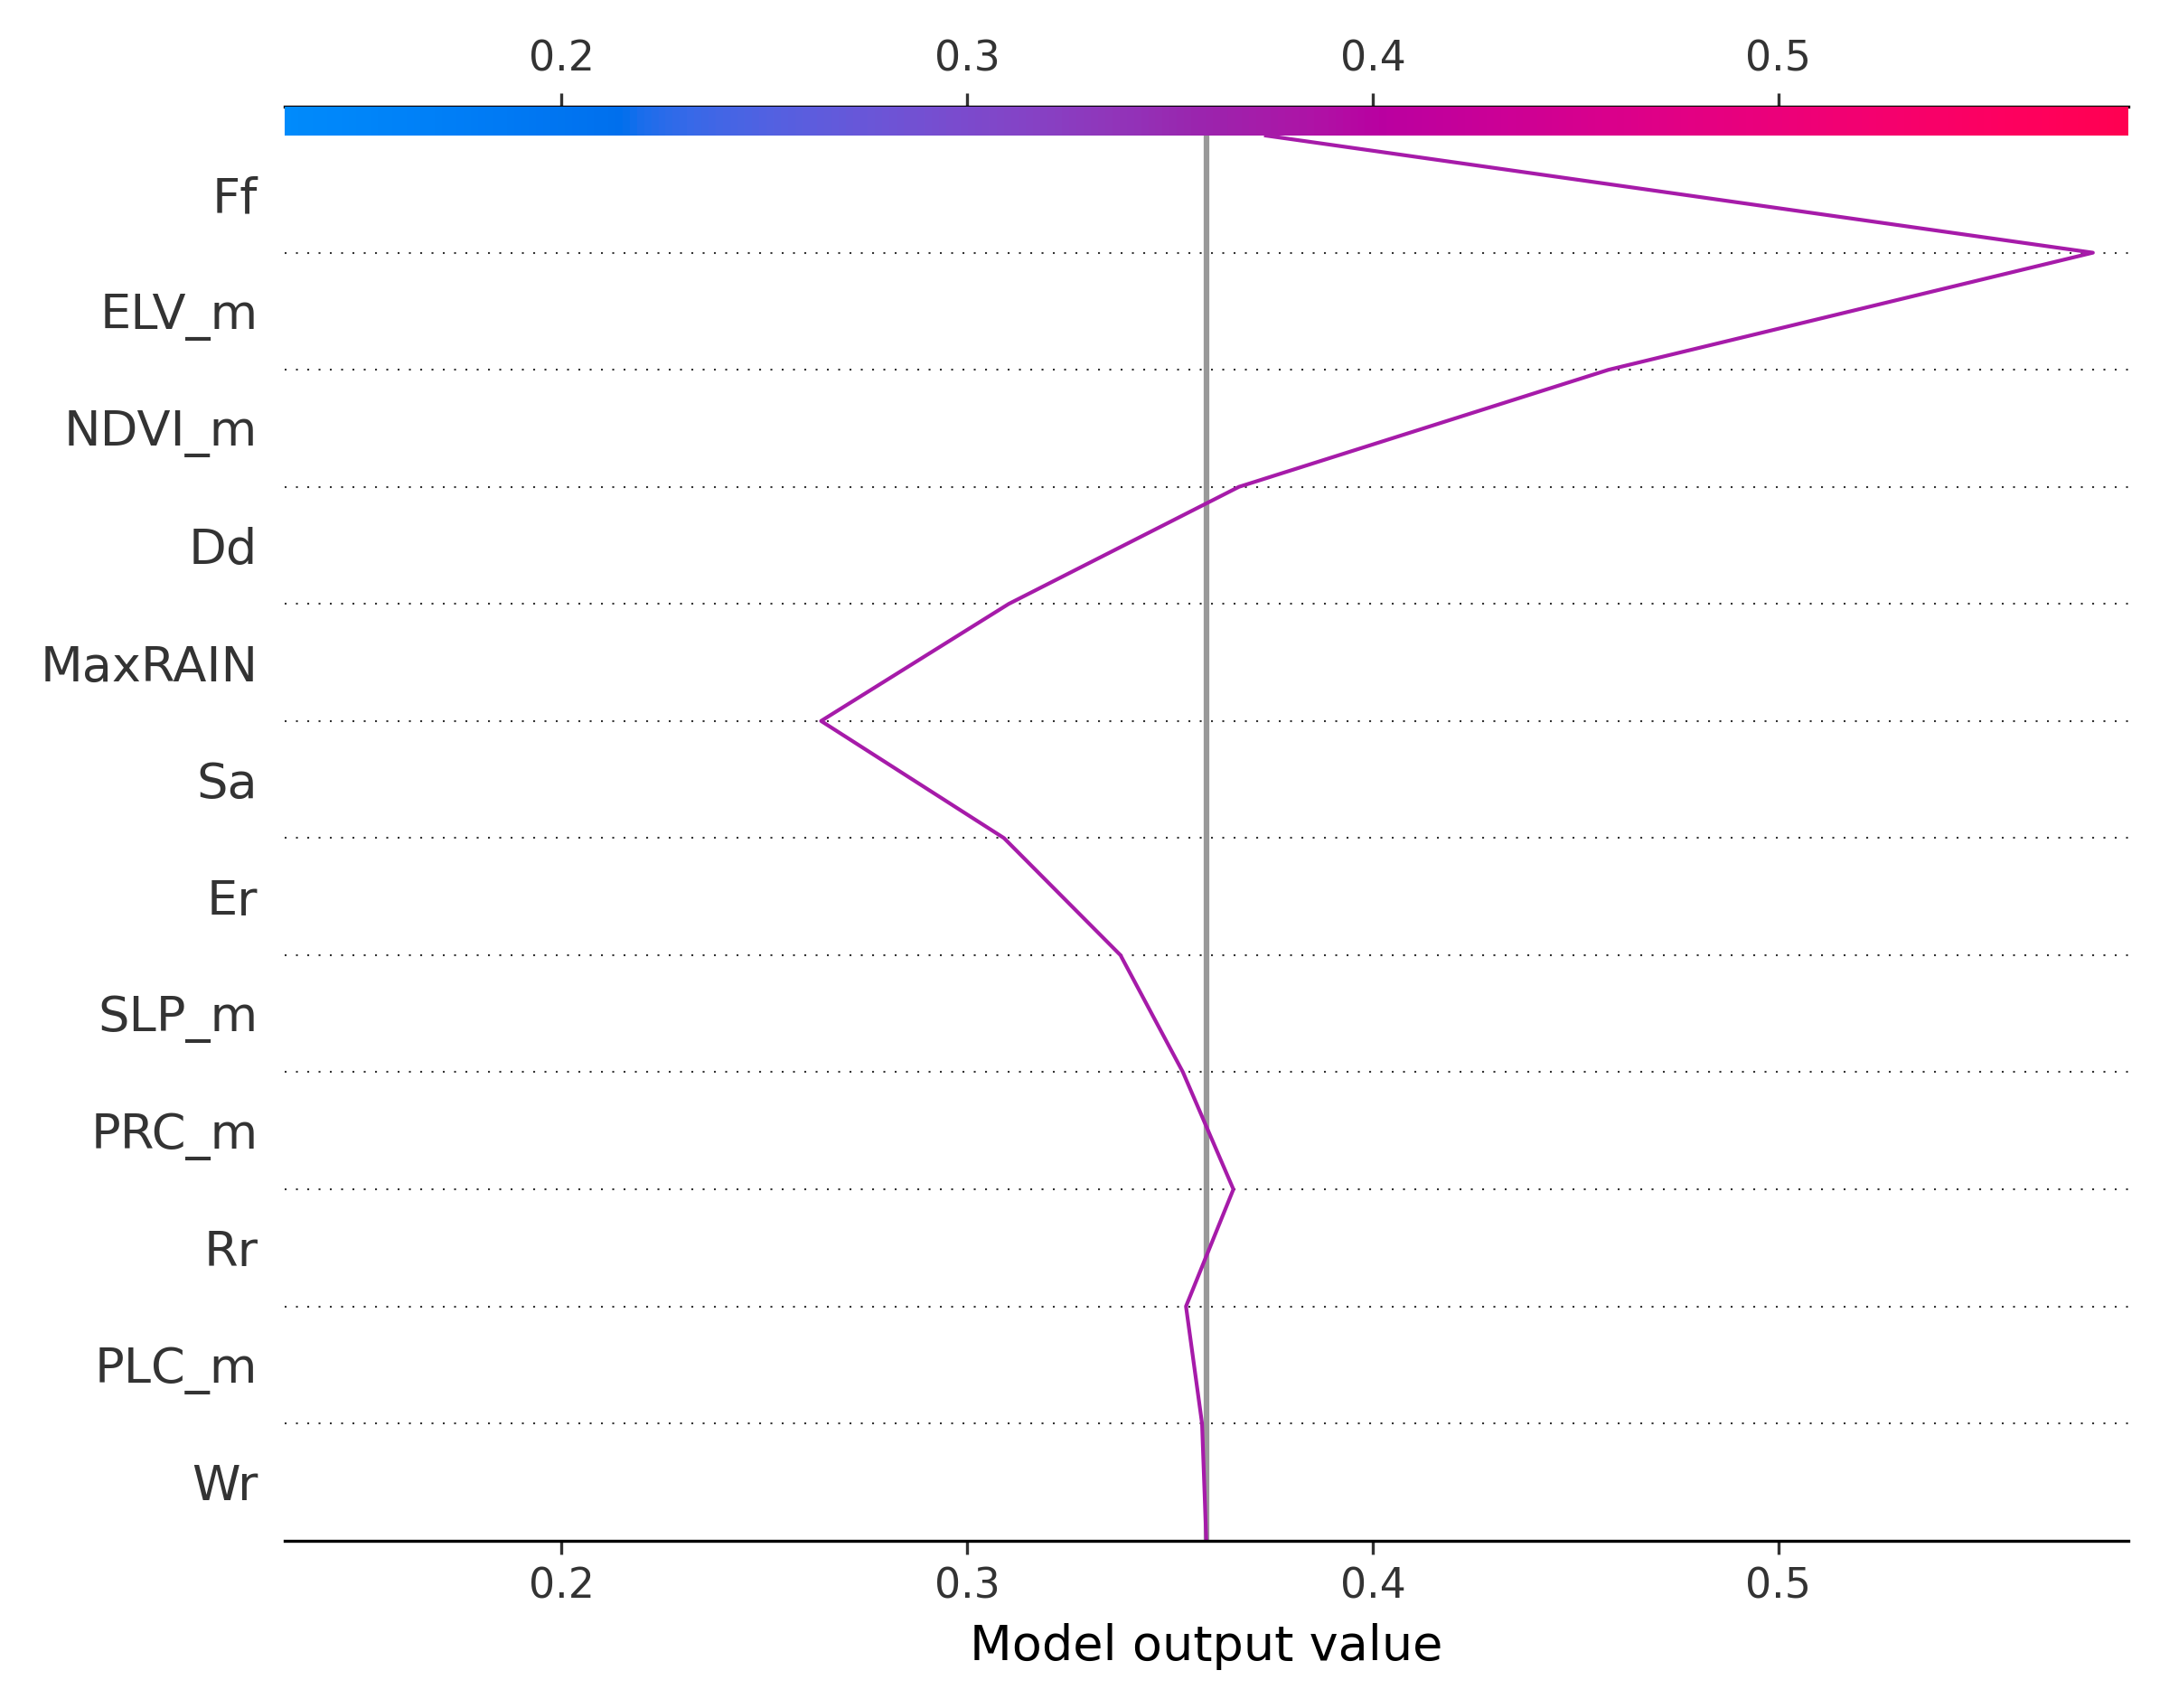 0.2 0.3 0.4 0.5
Ff
ELV_m
NDVI_m
Dd
MaxRAIN
Sa
Er
SLP_m
PRC_m
Rr
PLC_m
Wr
0.2 0.3 0.4 0.5
Model output value